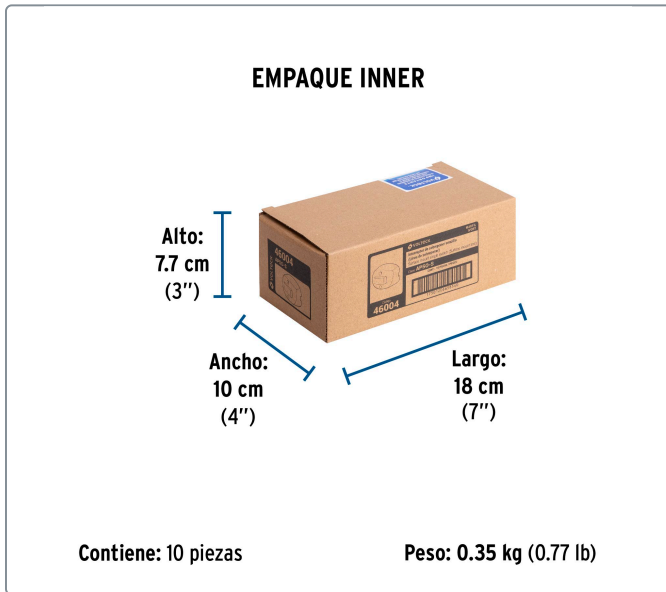 EMPAQUE INNER
Alto:
7.7 cm
(3")
46004
VOLTECK
46004
Ancho:
10 cm
(4")
Largo:
18 cm
(7")
Contiene: 10 piezas
Peso: 0.35 kg (0.77 lb)